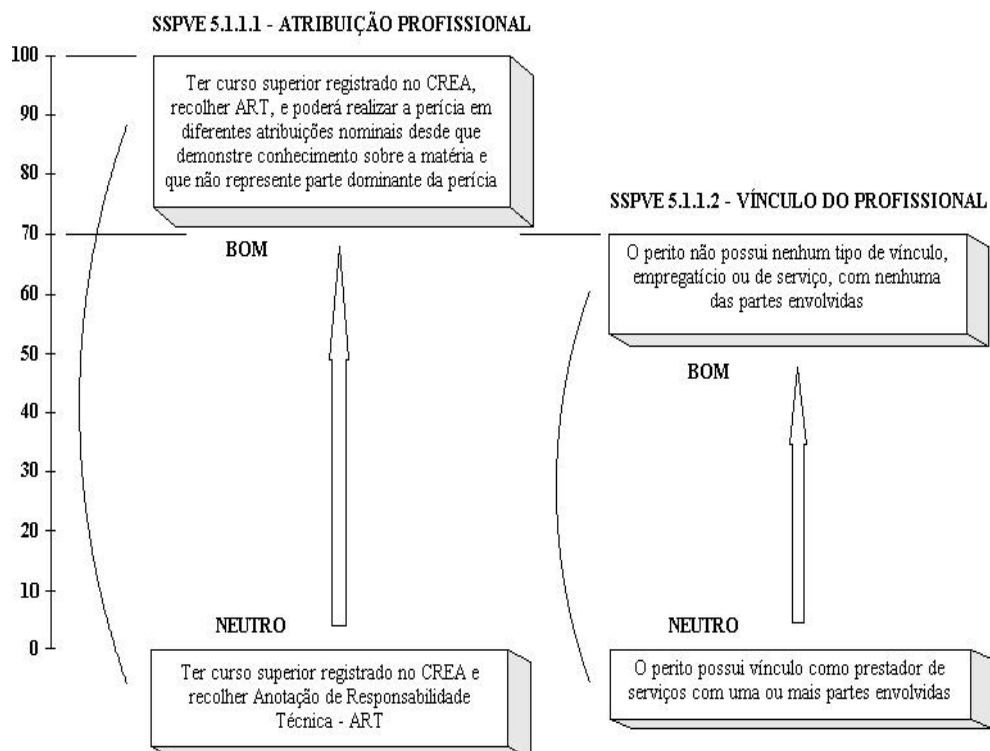 SSPVE 5.1.1.1 - ATRIBUIÇÃO PROFISSIONAL
100
90
80
70
60
50
40
30
20
10
0
Ter curso superior registrado no CREA,
recolher ART, e poderá realizar a perícia em
diferentes atribuições nominais desde que
demonstre conhecimento sobre a matéria e
que não represente parte dominante da perícia
BOM
NEUTRO
Ter curso superior registrado no CREA e
recolher Anotação de Responsabilidade
Técnica - ART
SSPVE 5.1.1.2 - VÍNCULO DO PROFISSIONAL
O perito não possui nenhum tipo de vínculo,
empregatício ou de serviço, com nenhuma
das partes envolvidas
BOM
NEUTRO
O perito possui vínculo como prestador de
serviços com uma ou mais partes envolvidas